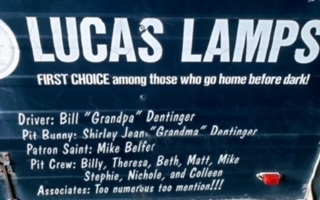 LUCAS LAMPS
FIRST CHOICE among those who go home before dark!
Driver: Bill "Grandpa" Dentinger
Pit Bunny: Shirley Jean "Grandma" Dentinger
Patron Saint: Mike Belfer
Pit Crew: Billy, Theresa, Beth, Matt, Mike
Stephie, Nichole, and Colleen
Associates: Too numerous too mention!!!